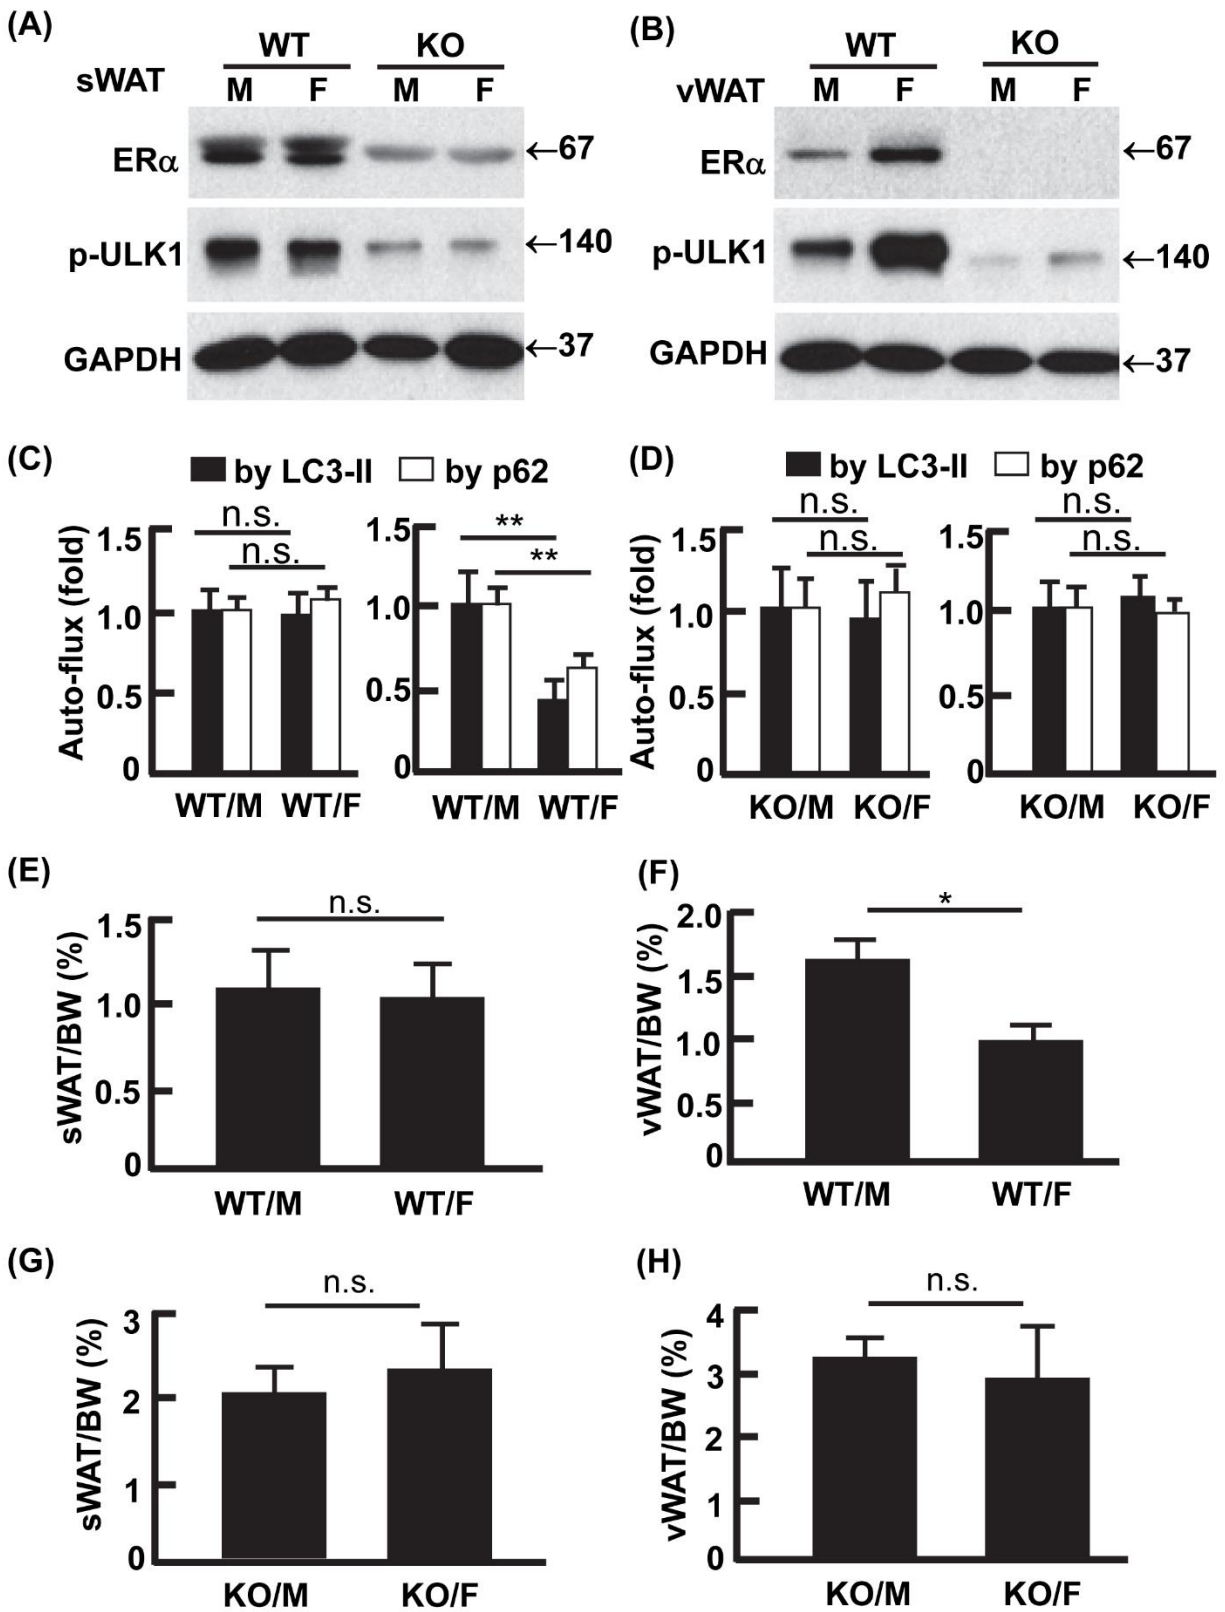 (A)
WT KO
sWAT M F M F
ERα ←67
p-ULK1 ←140
GAPDH ←37
(B)
WT KO
vWAT M F M F
ERα ←67
p-ULK1 ←140
GAPDH ←37
(C)
by LC3-II by p62
n.s.
n.s.
Auto-flux (fold)
1.5
1.0
0.5
0
WT/M WT/F
**
**
1.5
1.0
0.5
0
WT/M WT/F
(D)
by LC3-II by p62
n.s.
n.s.
Auto-flux (fold)
1.5
1.0
0.5
0
KO/M KO/F
n.s.
n.s.
1.5
1.0
0.5
0
KO/M KO/F
(E)
n.s.
sWAT/BW (%)
1.5
1.0
0.5
0
WT/M WT/F
(F)
*
vWAT/BW (%)
2.0
1.5
1.0
0.5
0
WT/M WT/F
(G)
n.s.
sWAT/BW (%)
3
2
1
0
KO/M KO/F
(H)
n.s.
vWAT/BW (%)
4
3
2
1
0
KO/M KO/F